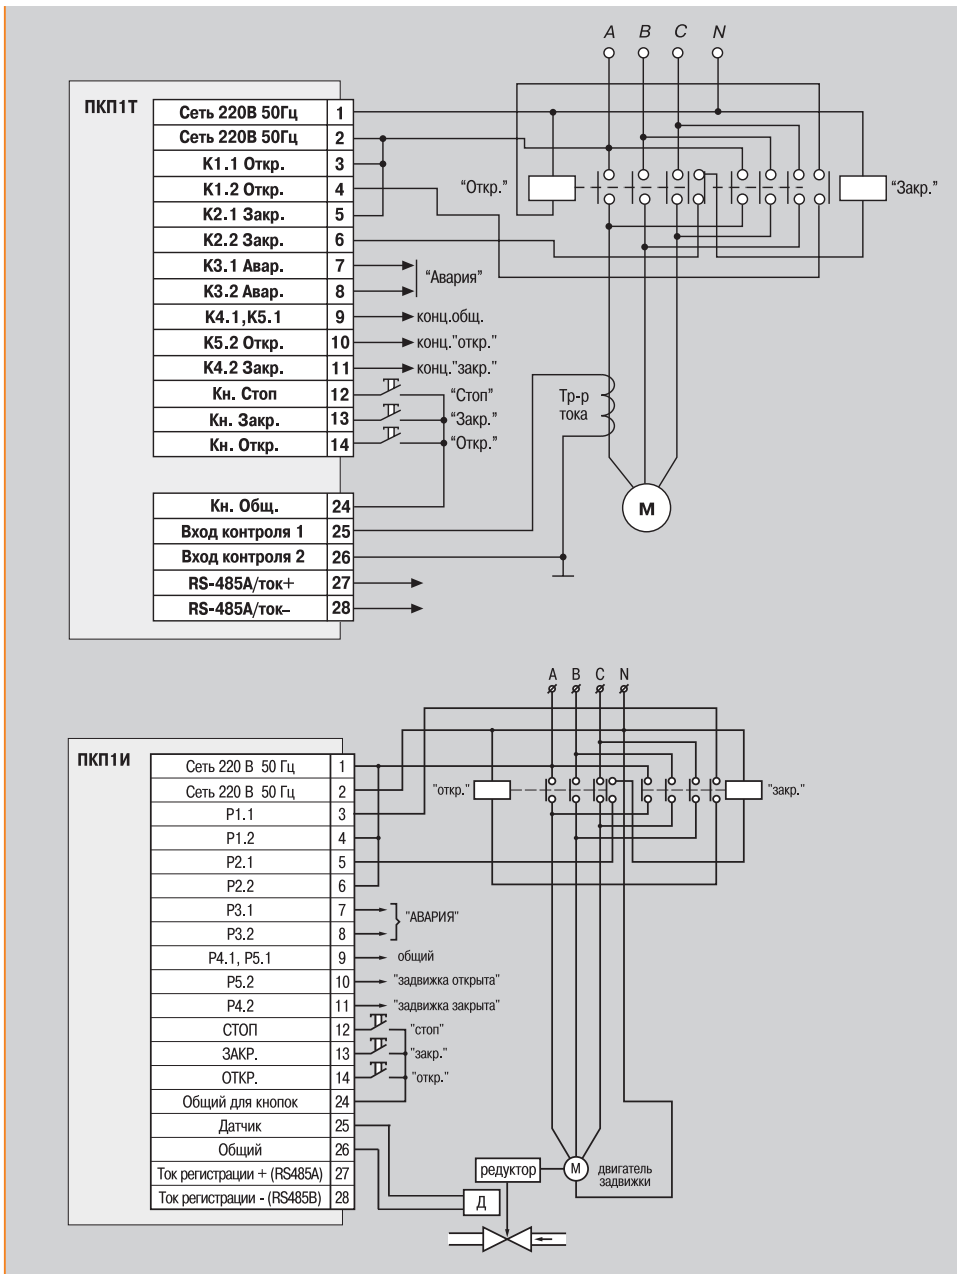 A B C N
ПКП1Т
Сеть 220В 50Гц 1
Сеть 220В 50Гц 2
К1.1 Откр. 3
К1.2 Откр. 4
"Откр." "Закр."
К2.1 Закр. 5
К2.2 Закр. 6
К3.1 Авар. 7
"Авария"
К3.2 Авар. 8
К4.1,К5.1 9 конц.общ.
К5.2 Откр. 10 конц."откр."
К4.2 Закр. 11 конц."закр."
Кн. Стоп 12 "Стоп"
Кн. Закр. 13 "Закр."
Кн. Откр. 14 "Откр."
Тр-р
тока
Кн. Общ. 24
М
Вход контроля 1 25
Вход контроля 2 26
RS-485A/ток+ 27
RS-485A/ток– 28
A B C N
ПКП1И
Сеть 220 В 50 Гц 1
Сеть 220 В 50 Гц 2
"откр." "закр."
Р1.1 3
Р1.2 4
Р2.1 5
Р2.2 6
Р3.1 7
"АВАРИЯ"
Р3.2 8
Р4.1, Р5.1 9 общий
Р5.2 10 "задвижка открыта"
Р4.2 11 "задвижка закрыта"
СТОП 12 "стоп"
ЗАКР. 13 "закр."
ОТКР. 14 "откр."
Общий для кнопок 24
Датчик 25
Общий 26
Ток регистрации + (RS485A) 27
Ток регистрации - (RS485B) 28
редуктор М двигатель
задвижки
Д